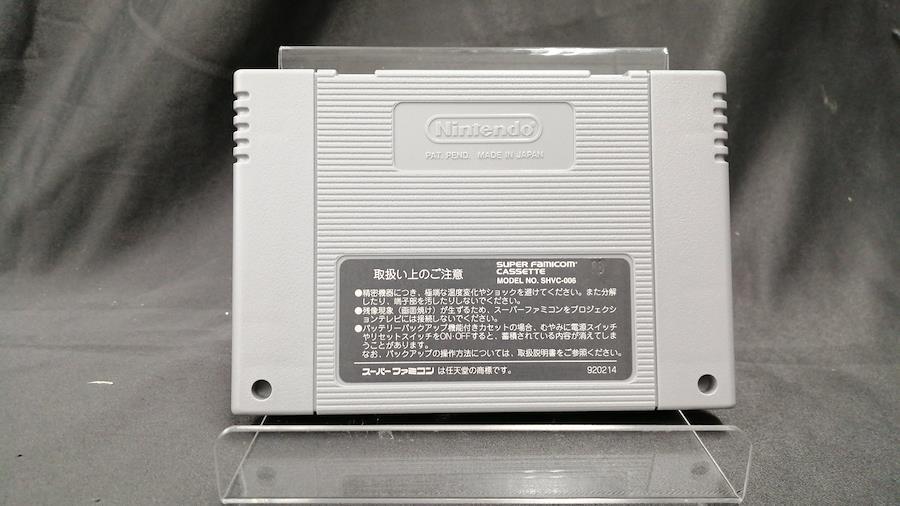 Nintendo®
PAT. PEND. MADE IN JAPAN
取扱い上のご注意
SUPER FAMICOM™
CASSETTE
MODEL NO. SHVC-006
●精密機器につき、極端な温度変化やショックを避けてください。また分解
したり、端子部を汚したりしないでください。
●残像現象（画面焼け）が生ずるため、スーパーファミコンをプロジェク
ションテレビには接続しないでください。
●バッテリーバックアップ機能付きカセットの場合、むやみに電源スイッチ
やリセットスイッチをON・OFFすると、蓄積されている内容が消えてしま
うことがあります。
なお、バックアップの操作方法については、取扱説明書をご参照ください。
スーパーファミコンは任天堂の商標です。
920214